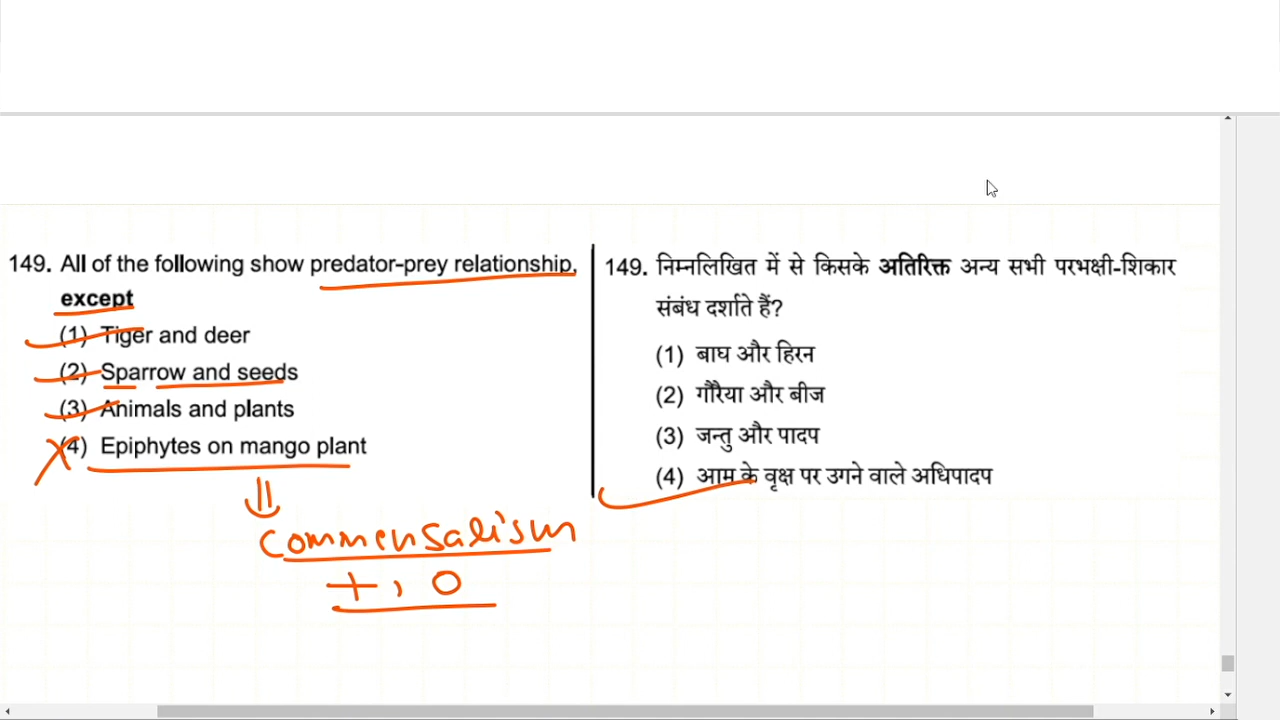 149. All of the following show predator-prey relationship,
except
(1) Tiger and deer
(2) Sparrow and seeds
(3) Animals and plants
(4) Epiphytes on mango plant
Commensalism
+, 0
149. निम्नलिखित में से किसके अतिरिक्त अन्य सभी परभक्षी-शिकार
संबंध दर्शाते हैं?
(1) बाघ और हिरन
(2) गौरैया और बीज
(3) जन्तु और पादप
(4) आम के वृक्ष पर उगने वाले अधिपादप